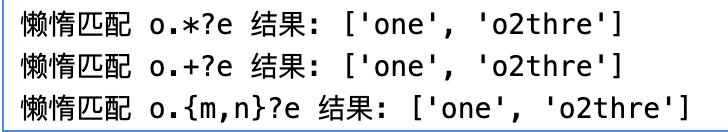 懒惰匹配 o.*?e 结果: ['one', 'o2thre']
懒惰匹配 o.+?e 结果: ['one', 'o2thre']
懒惰匹配 o.{m,n}?e 结果: ['one', 'o2thre']